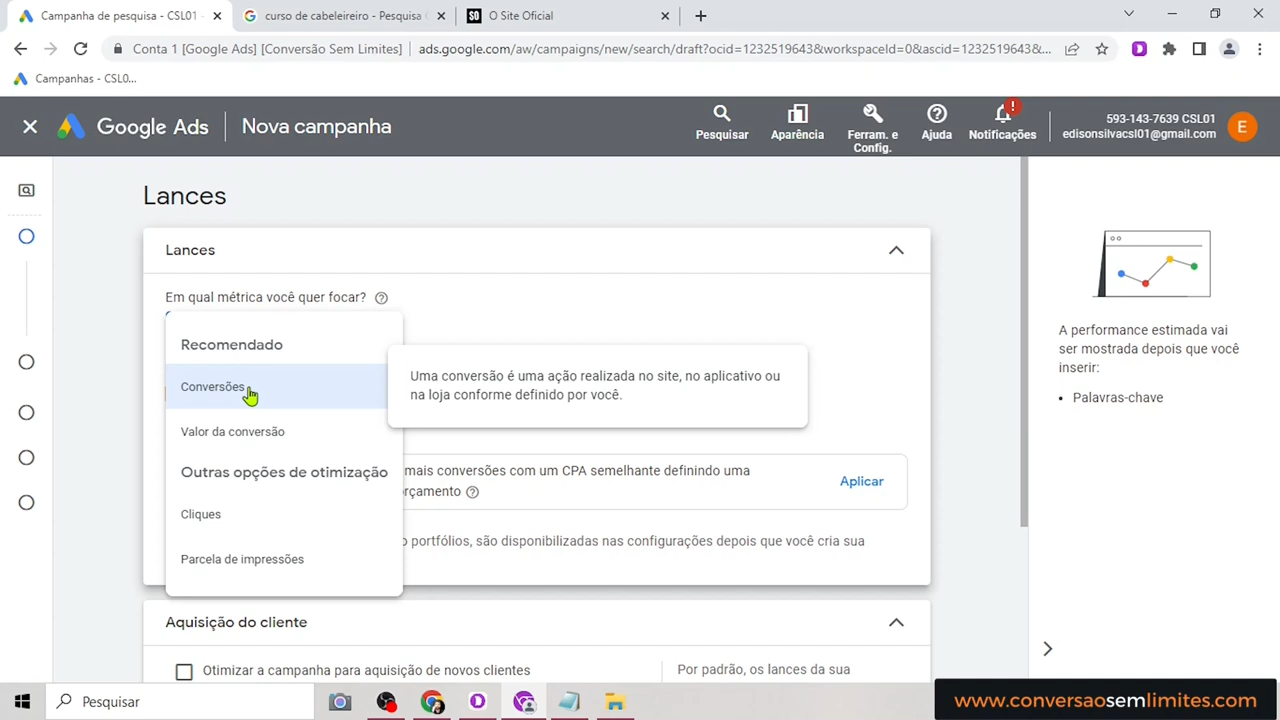 Campanha de pesquisa - CSL01 -
curso de cabeleireiro - Pesquisa G
O Site Oficial
Conta 1 [Google Ads] [Conversão Sem Limites]
ads.google.com/aw/campaigns/new/search/draft?ocid=1232519643&workspaceId=0&ascid=1232519643&...
Campanhas - CSL0...
Google Ads
Nova campanha
Pesquisar
Aparência
Ferram. e
Config.
Ajuda
Notificações
593-143-7639 CSL01
edisonsilvacsl01@gmail.com
E
Lances
Lances
Em qual métrica você quer focar?
Recomendado
Conversões
Uma conversão é uma ação realizada no site, no aplicativo ou
na loja conforme definido por você.
Valor da conversão
Outras opções de otimização
Cliques
Parcela de impressões
mais conversões com um CPA semelhante definindo uma
Aplicar
portfólios, são disponibilizadas nas configurações depois que você cria sua
Aquisição do cliente
Otimizar a campanha para aquisição de novos clientes
Por padrão, os lances da sua
A performance estimada vai
ser mostrada depois que você
inserir:
• Palavras-chave
Pesquisar
www.conversaosemlimites.com